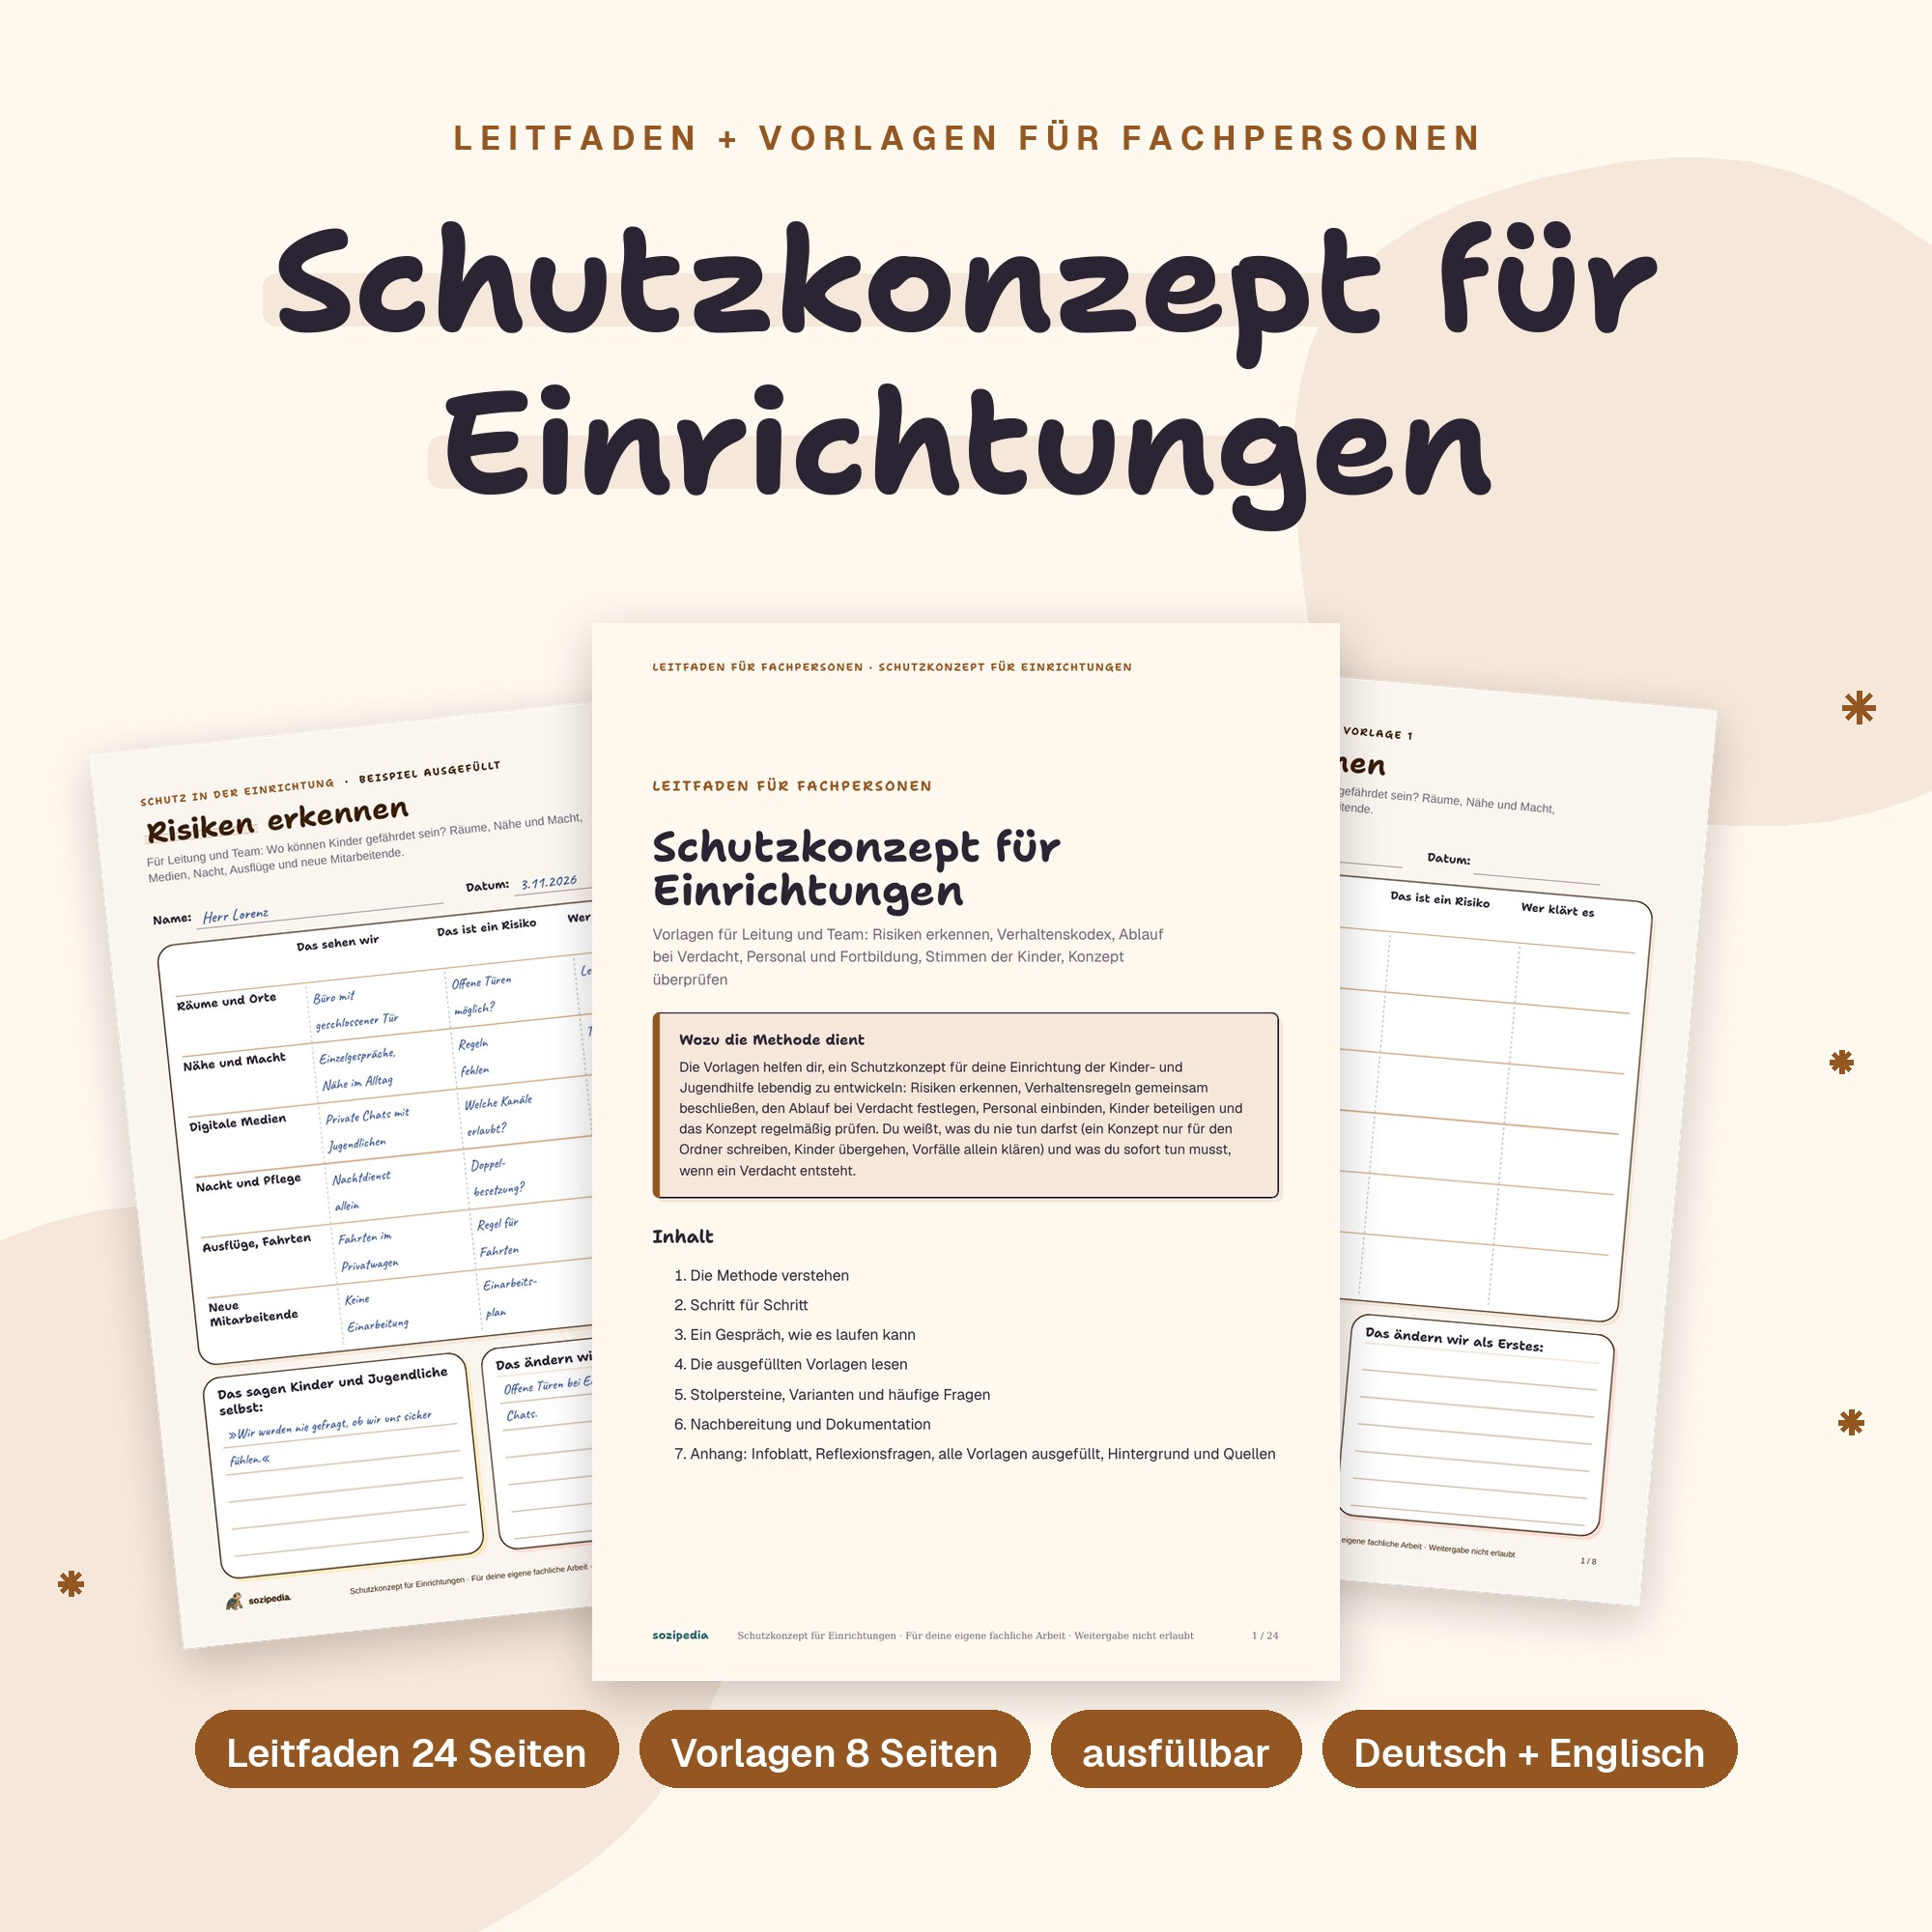 LEITFADEN + VORLAGEN FÜR FACHPERSONEN
Schutzkonzept für
Einrichtungen
SCHUTZ IN DER EINRICHTUNG · BEISPIEL AUSGEFÜLLT
Risiken erkennen
Für Leitung und Team: Wo können Kinder gefährdet sein? Räume, Nähe und Macht,
Medien, Nacht, Ausflüge und neue Mitarbeitende.
Name: Herr Lorenz
Datum: 3.11.2026
Das sehen wir
Das ist ein Risiko
Wer
Räume und Orte
Büro mit
geschlossener Tür
Offene Türen
möglich?
Nähe und Macht
Einzelgespräche,
Nähe im Alltag
Regeln
fehlen
Digitale Medien
Private Chats mit
Jugendlichen
Welche Kanäle
erlaubt?
Nacht und Pflege
Nachtdienst
allein
Doppel-
besetzung?
Ausflüge, Fahrten
Fahrten im
Privatwagen
Regel für
Fahrten
Neue
Mitarbeitende
Keine
Einarbeitung
Einarbeits-
plan
Das sagen Kinder und Jugendliche
selbst:
»Wir wurden nie gefragt, ob wir uns sicher
fühlen.«
Das ändern wi
Offene Türen bei
Chats.
sozipedia.
Schutzkonzept für Einrichtungen · Für deine eigene fachliche Arbeit ·
LEITFADEN FÜR FACHPERSONEN · SCHUTZKONZEPT FÜR EINRICHTUNGEN
LEITFADEN FÜR FACHPERSONEN
Schutzkonzept für
Einrichtungen
Vorlagen für Leitung und Team: Risiken erkennen, Verhaltenskodex, Ablauf
bei Verdacht, Personal und Fortbildung, Stimmen der Kinder, Konzept
überprüfen
Wozu die Methode dient
Die Vorlagen helfen dir, ein Schutzkonzept für deine Einrichtung der Kinder- und
Jugendhilfe lebendig zu entwickeln: Risiken erkennen, Verhaltensregeln gemeinsam
beschließen, den Ablauf bei Verdacht festlegen, Personal einbinden, Kinder beteiligen und
das Konzept regelmäßig prüfen. Du weißt, was du nie tun darfst (ein Konzept nur für den
Ordner schreiben, Kinder übergehen, Vorfälle allein klären) und was du sofort tun musst,
wenn ein Verdacht entsteht.
Inhalt
1. Die Methode verstehen
2. Schritt für Schritt
3. Ein Gespräch, wie es laufen kann
4. Die ausgefüllten Vorlagen lesen
5. Stolpersteine, Varianten und häufige Fragen
6. Nachbereitung und Dokumentation
7. Anhang: Infoblatt, Reflexionsfragen, alle Vorlagen ausgefüllt, Hintergrund und Quellen
sozipedia
Schutzkonzept für Einrichtungen · Für deine eigene fachliche Arbeit · Weitergabe nicht erlaubt
1 / 24
VORLAGE 1
nen
gefährdet sein? Räume, Nähe und Macht,
itende.
Datum:
Das ist ein Risiko
Wer klärt es
Das ändern wir als Erstes:
eigene fachliche Arbeit · Weitergabe nicht erlaubt
1 / 8
Leitfaden 24 Seiten
Vorlagen 8 Seiten
ausfüllbar
Deutsch + Englisch